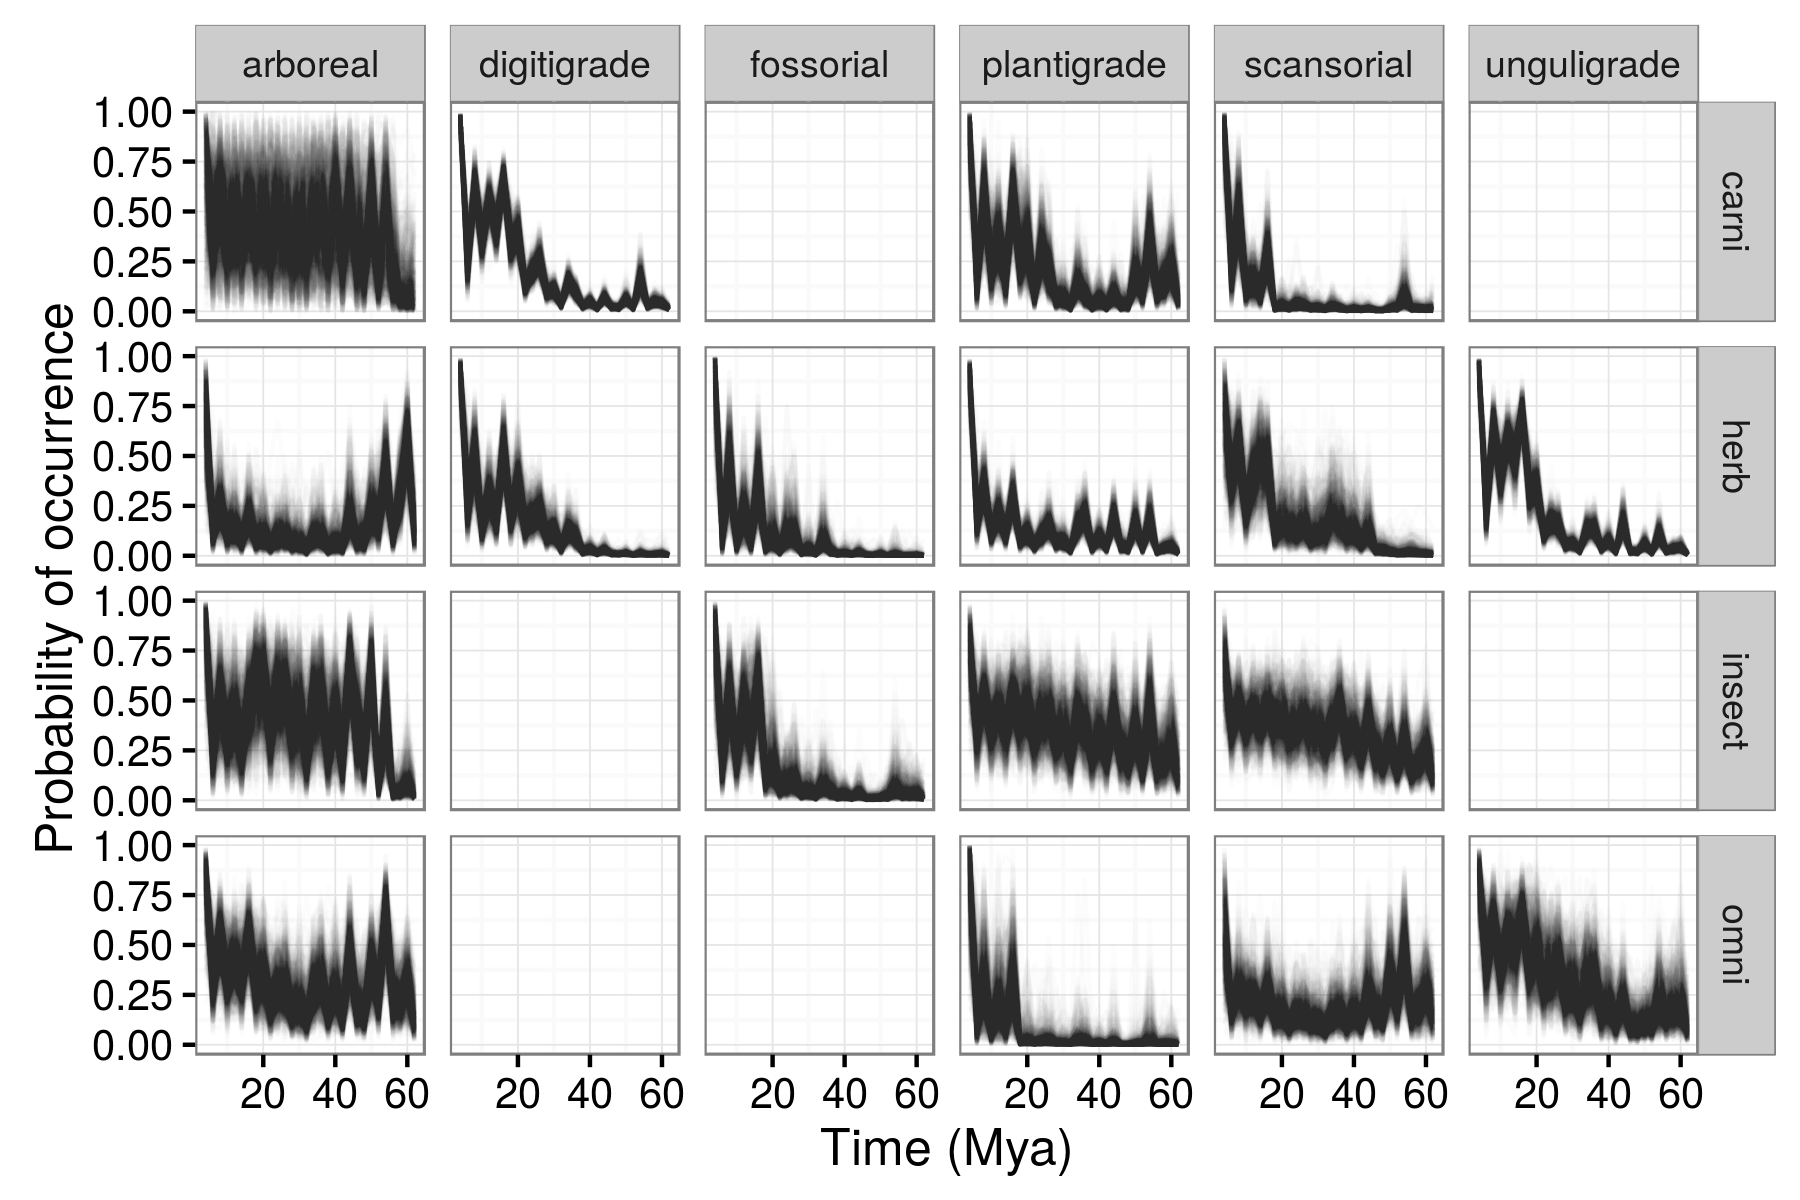 arboreal digitigrade fossorial plantigrade scansorial unguligrade
1.00
0.75
0.50
0.25
0.00
carni
1.00
0.75
0.50
0.25
0.00
herb
1.00
0.75
0.50
0.25
0.00
insect
1.00
0.75
0.50
0.25
0.00
omni
Probability of occurrence
20 40 60 20 40 60 20 40 60 20 40 60 20 40 60 20 40 60
Time (Mya)